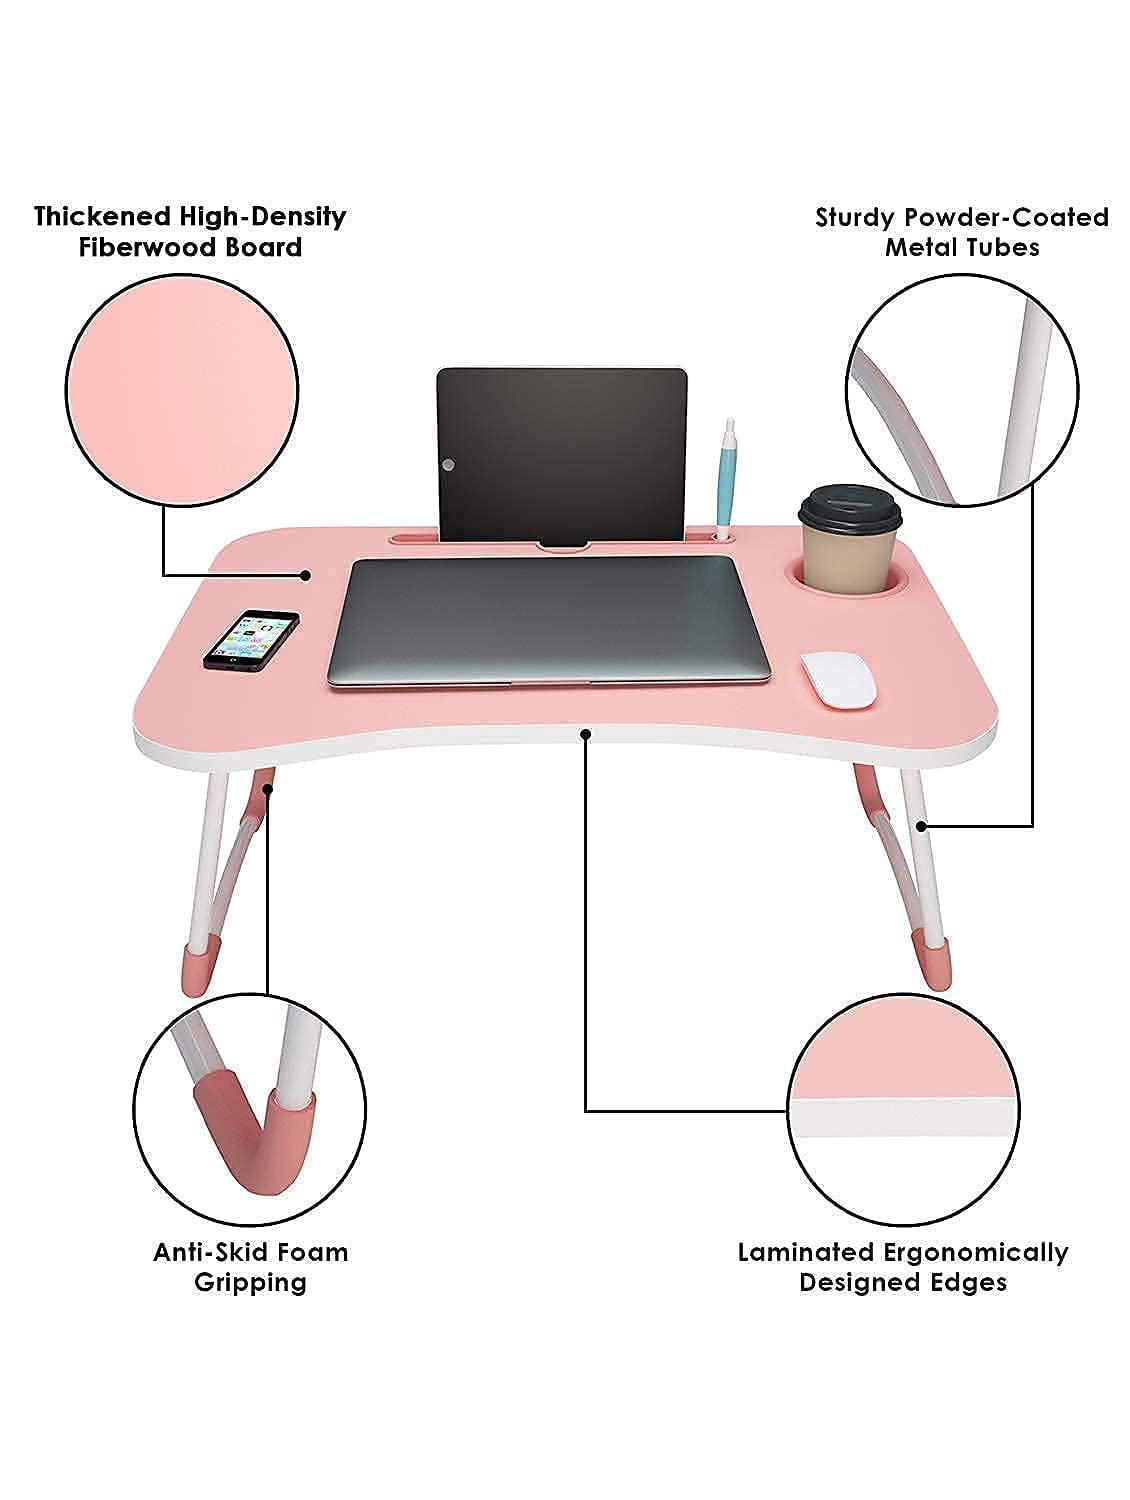 Thickened High-Density
Fiberwood Board
Sturdy Powder-Coated
Metal Tubes
Anti-Skid Foam
Gripping
Laminated Ergonomically
Designed Edges